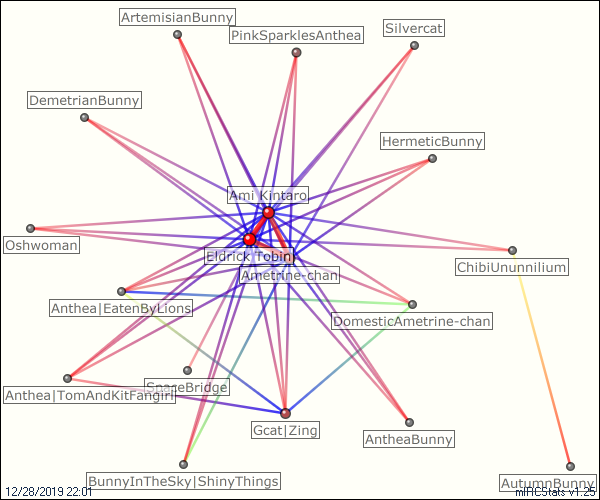 ArtemisianBunny
PinkSparklesAnthea
Silvercat
DemetrianBunny
HermeticBunny
Ami Kintaro
Oshwoman
Eldrick Tobin
Ametrine-chan
ChibiUnunnilium
Anthea|EatenByLions
DomesticAmetrine-chan
SpaceBridge
Anthea|TomAndKitFangirl
Gcat|Zing
AntheaBunny
BunnyInTheSky|ShinyThings
AutumnBunny
12/28/2019 22:01
mIRCStats v1.25